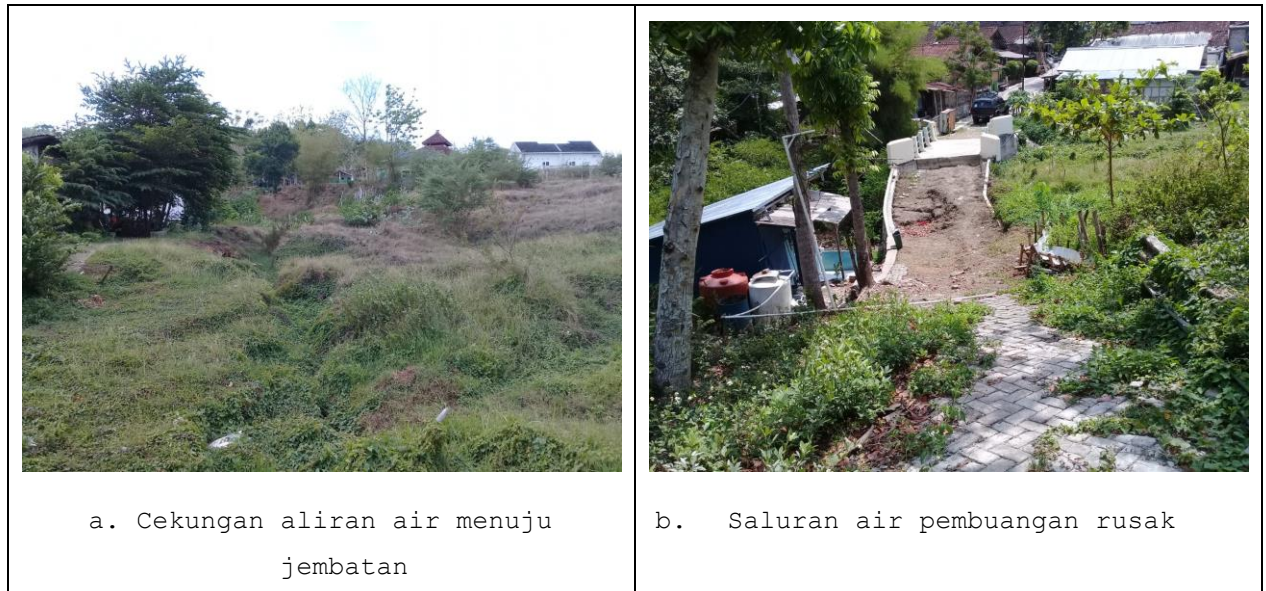 a. Cekungan aliran air menuju
jembatan
b. Saluran air pembuangan rusak